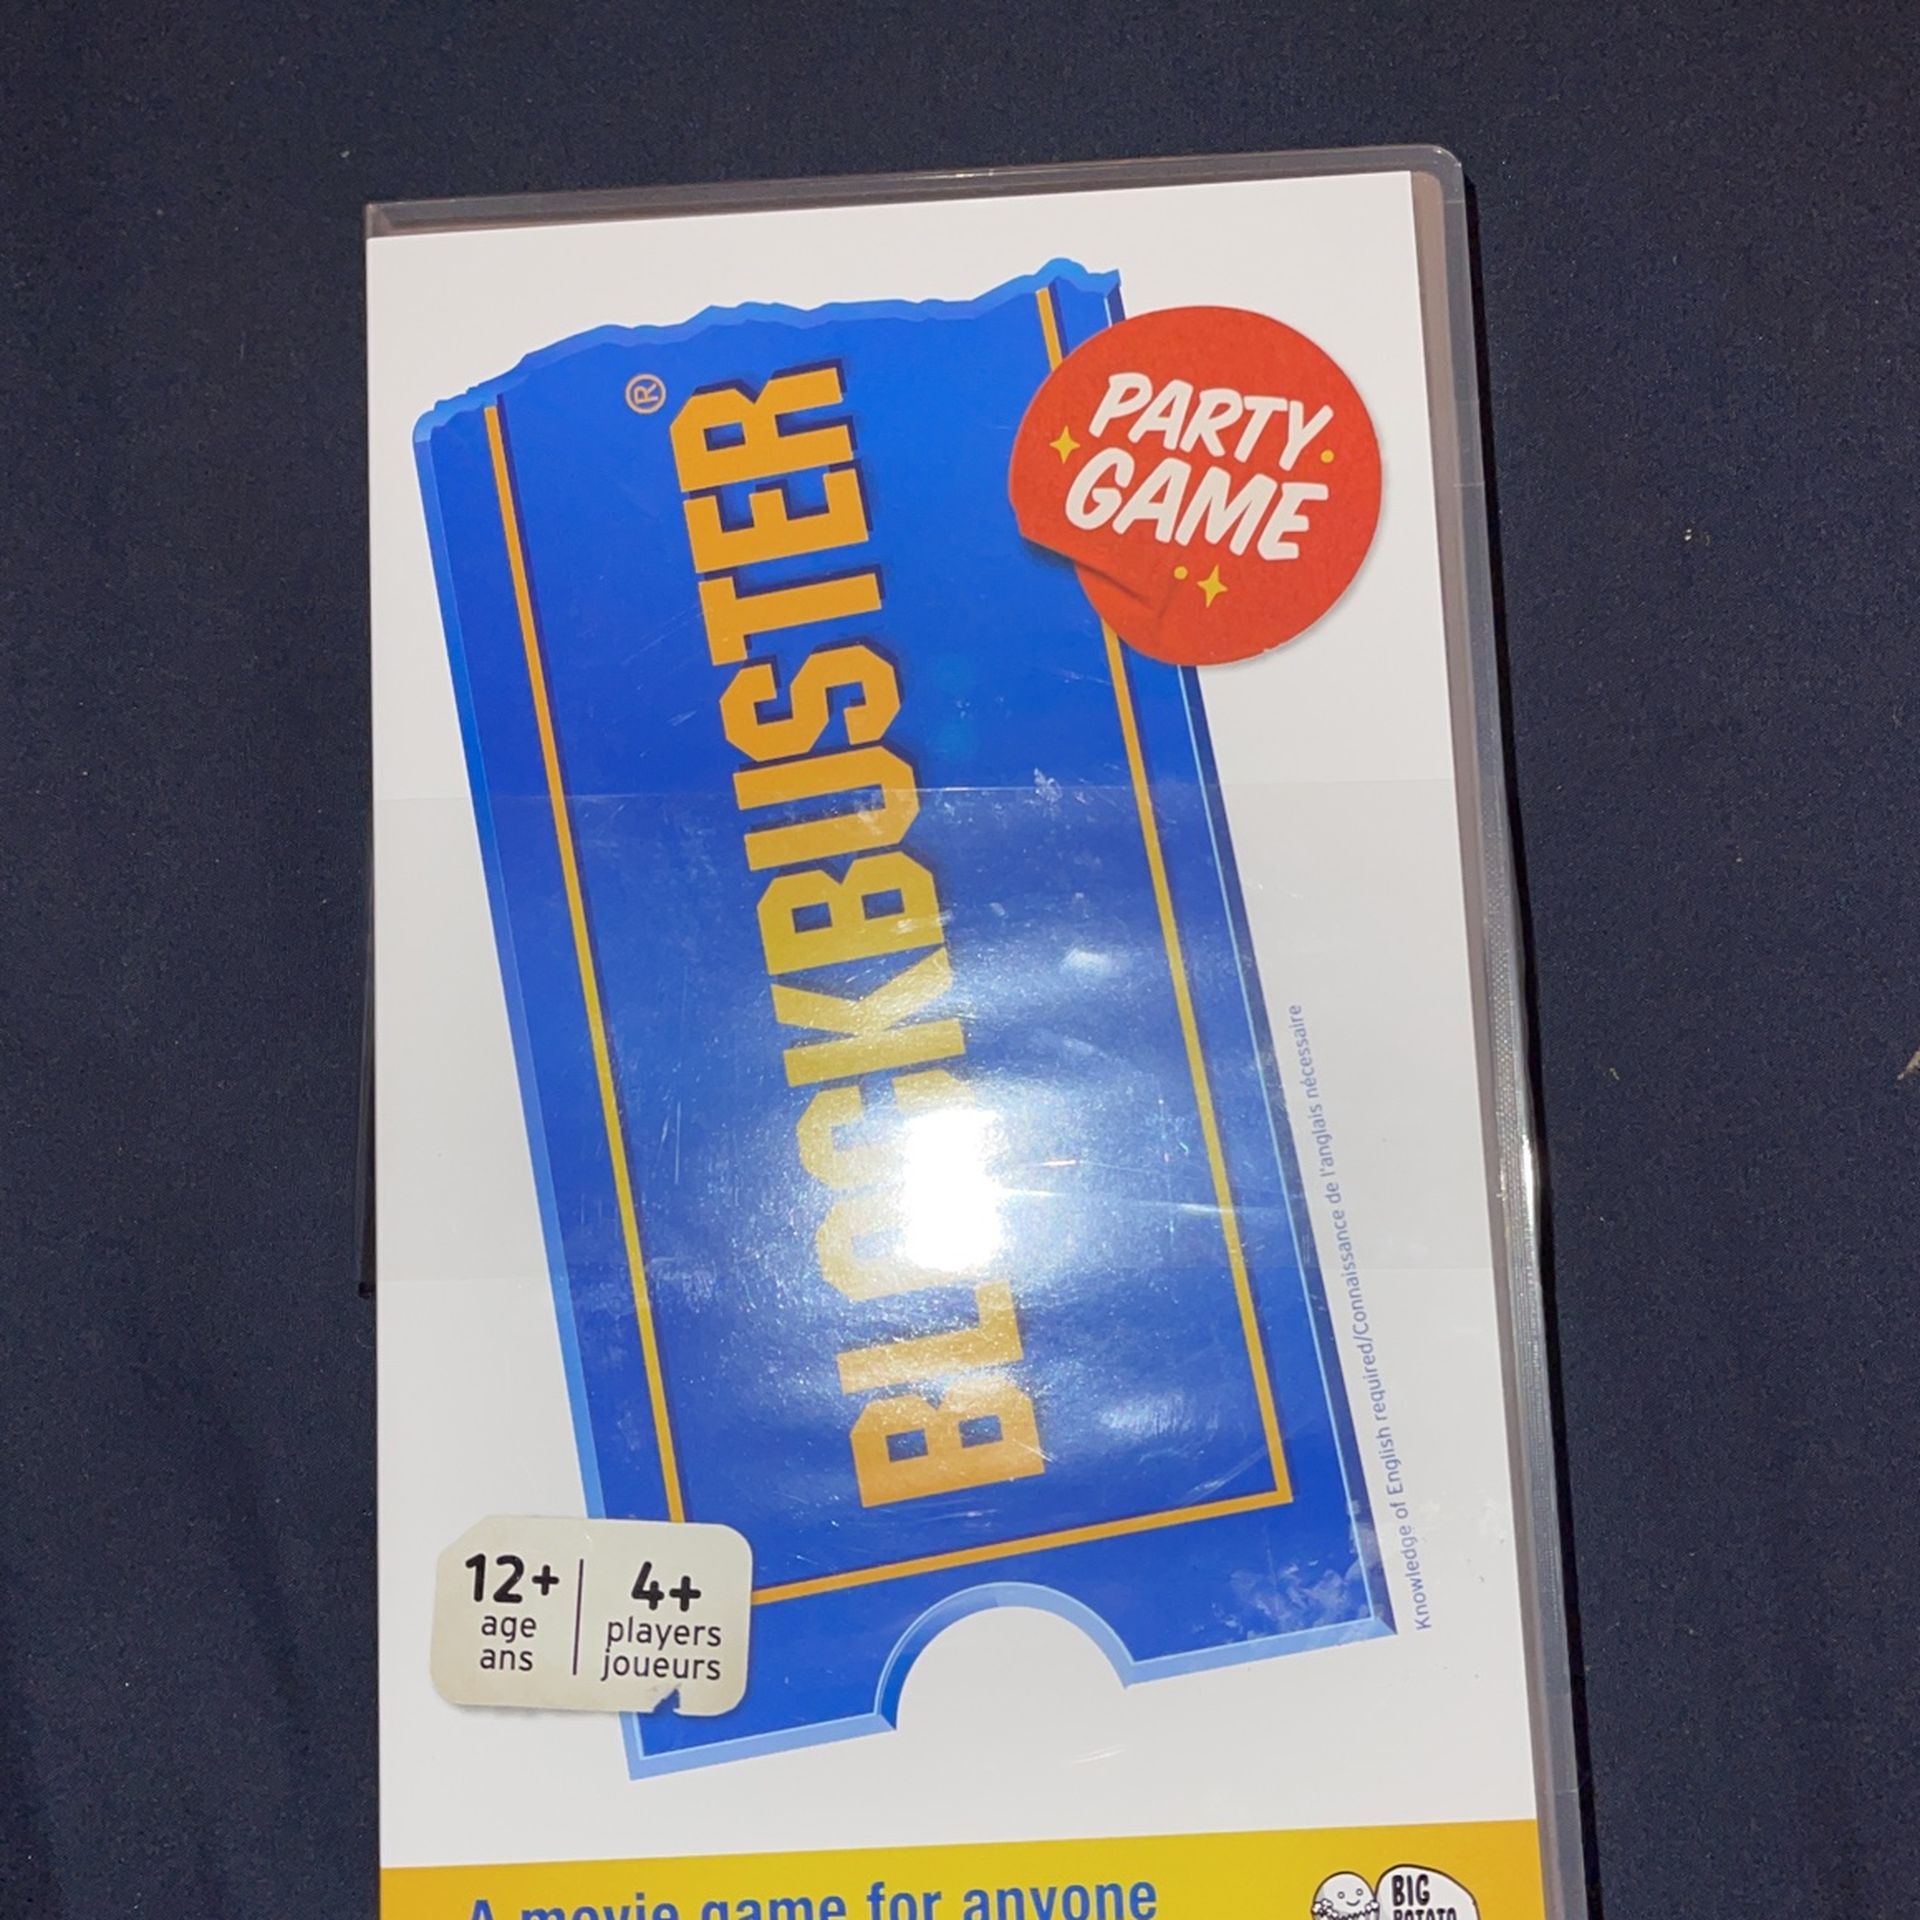 BLOCKBUSTER®
PARTY
GAME
Knowledge of English required/Connaissance de l'anglais nécessaire
12+
age
ans
4+
players
joueurs
A movie game for anyone
BIG
POTATO